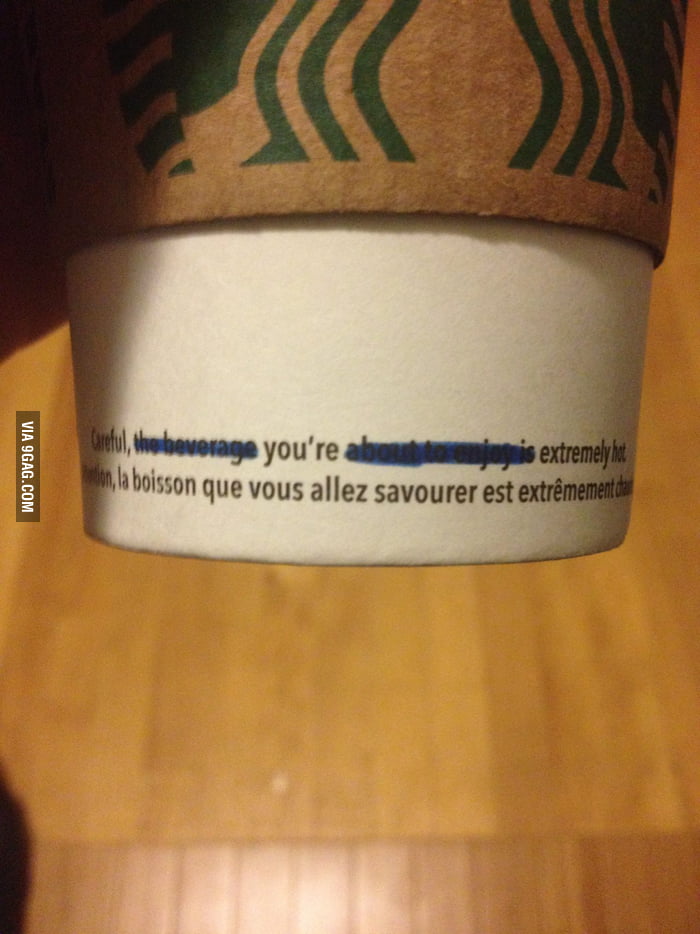 Careful, the beverage you're about to enjoy is extremely hot.
la boisson que vous allez savourer est extrêmement
VIA 9GAG.COM